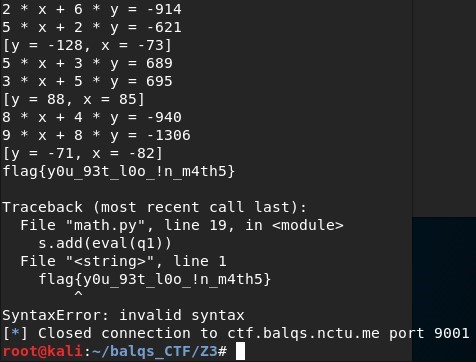 2 * x + 6 * y = -914
5 * x + 2 * y = -621
[y = -128, x = -73]
5 * x + 3 * y = 689
3 * x + 5 * y = 695
[y = 88, x = 85]
8 * x + 4 * y = -940
9 * x + 8 * y = -1306
[y = -71, x = -82]
flag{y0u_93t_l0o_!n_m4th5}

Traceback (most recent call last):
  File "math.py", line 19, in <module>
    s.add(eval(q1))
  File "<string>", line 1
    flag{y0u_93t_l0o_!n_m4th5}
       ^
SyntaxError: invalid syntax
[*] Closed connection to ctf.balqs.nctu.me port 9001
root@kali:~/balqs_CTF/Z3#